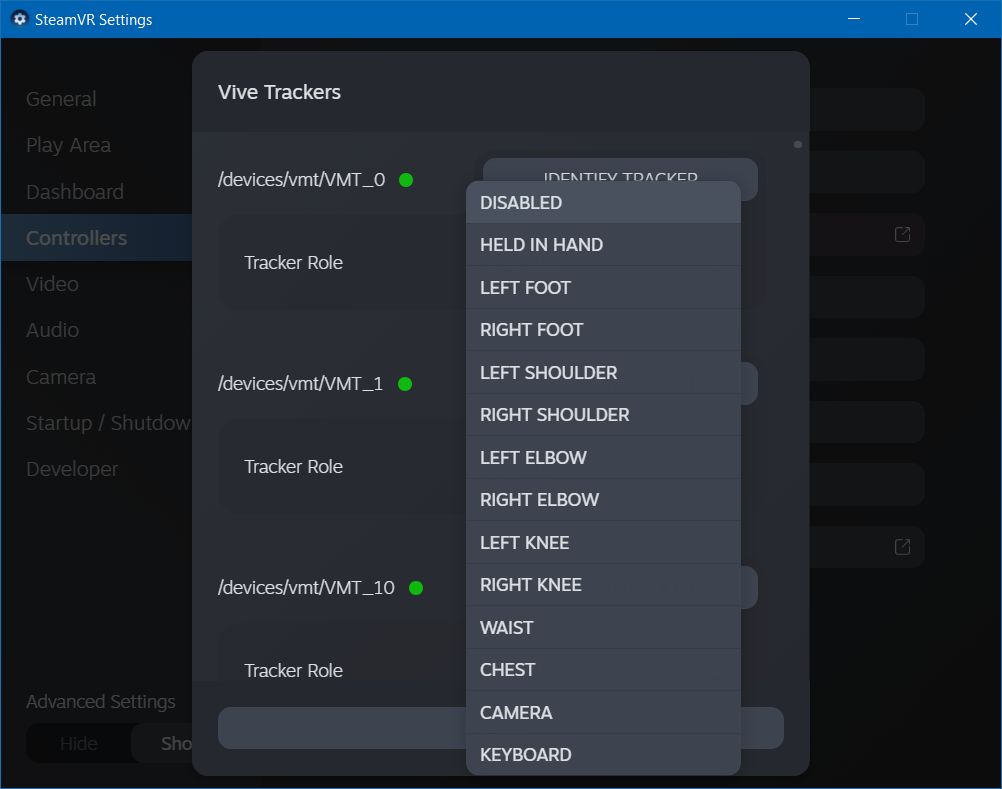 SteamVR Settings
Vive Trackers
General
Play Area
Dashboard
Controllers
Video
Audio
Camera
Startup / Shutdow
Developer
Advanced Settings
Hide
Sho
/devices/vmt/VMT_0
IDENTIFY TRACKER
Tracker Role
/devices/vmt/VMT_1
Tracker Role
/devices/vmt/VMT_10
Tracker Role
DISABLED
HELD IN HAND
LEFT FOOT
RIGHT FOOT
LEFT SHOULDER
RIGHT SHOULDER
LEFT ELBOW
RIGHT ELBOW
LEFT KNEE
RIGHT KNEE
WAIST
CHEST
CAMERA
KEYBOARD